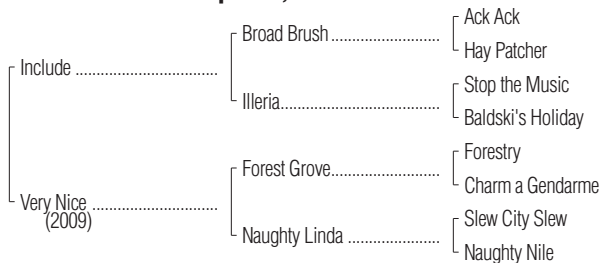 Ack Ack
Broad Brush ......................
Hay Patcher
Include ..............................
Stop the Music
Illeria................................
Baldski's Holiday
Forestry
Forest Grove......................
Charm a Gendarme
Very Nice ..........................
(2009)
Slew City Slew
Naughty Linda ..................
Naughty Nile